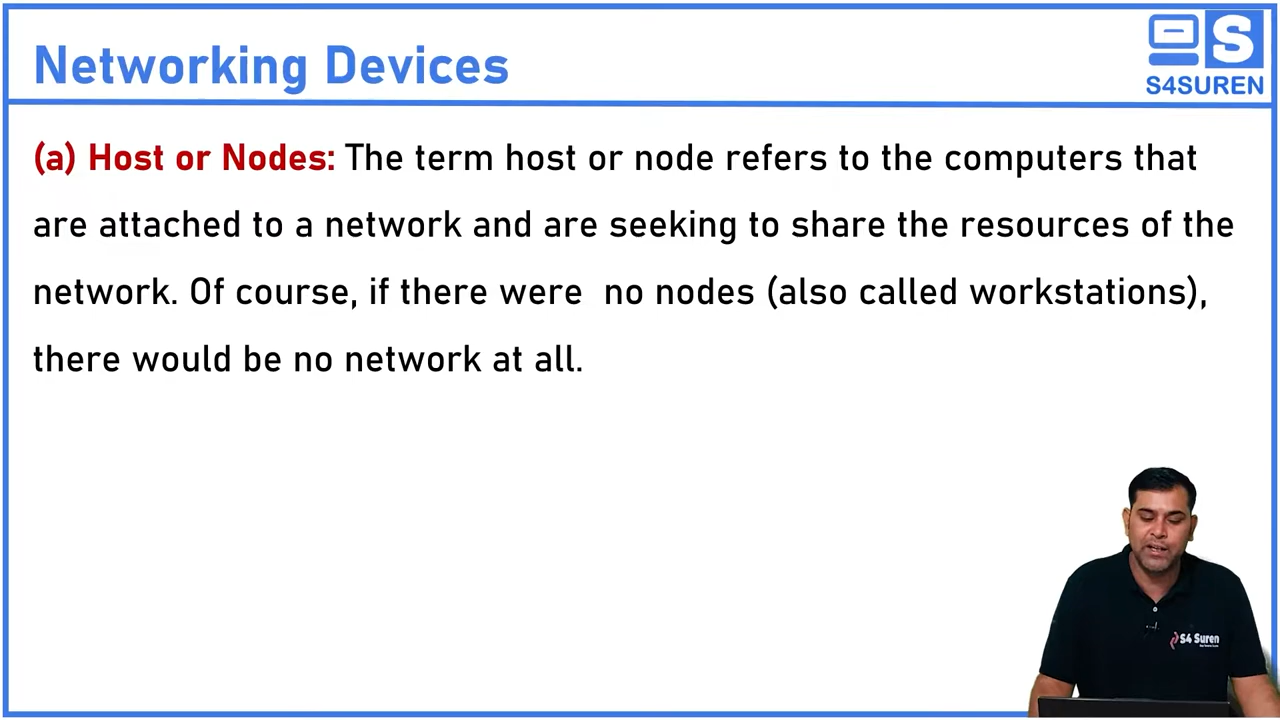 Networking Devices
S
S4SUREN
(a) Host or Nodes: The term host or node refers to the computers that
are attached to a network and are seeking to share the resources of the
network. Of course, if there were  no nodes (also called workstations),
there would be no network at all.
S4 Suren